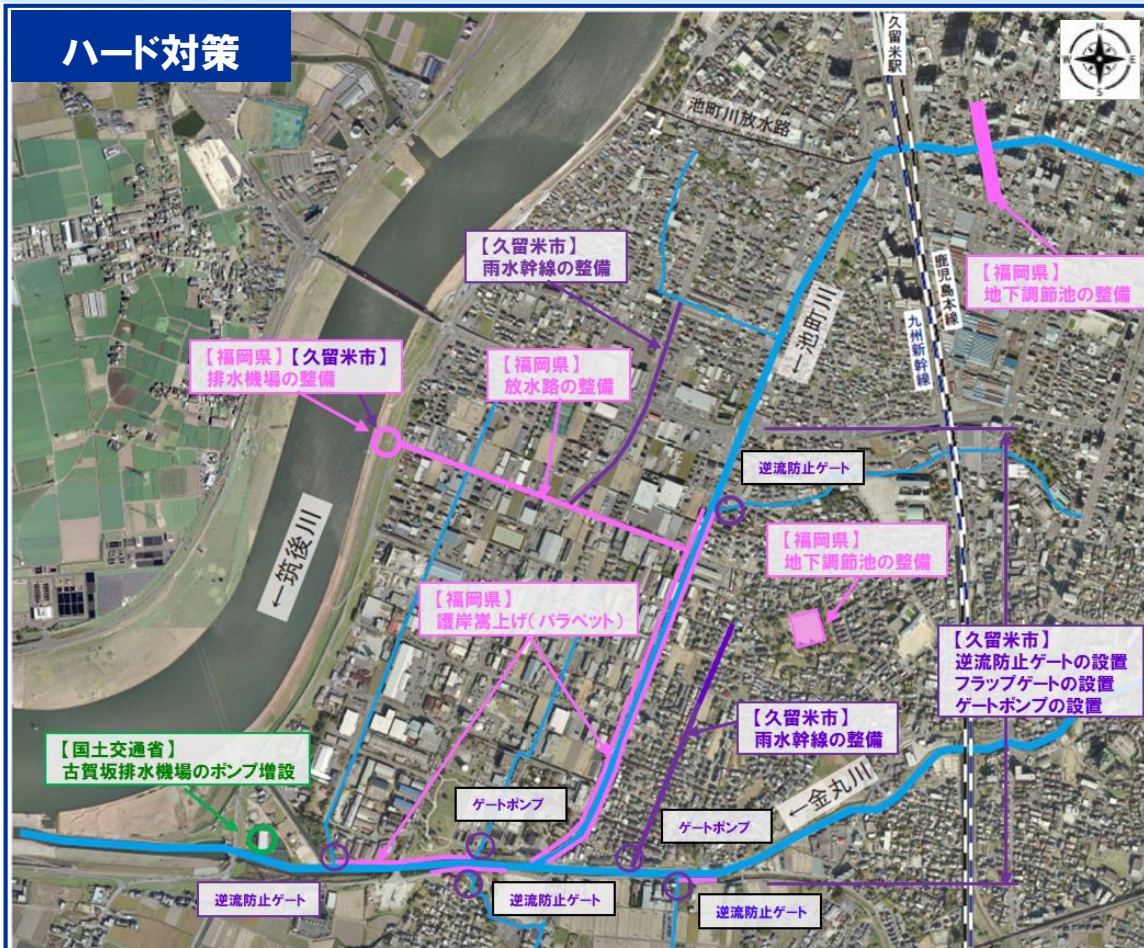 ハード対策
久留米駅
N
W
E
S
池町川放水路
【久留米市】
雨水幹線の整備
【福岡県】
地下調節池の整備
鹿児島本線
九州新幹線
【福岡県】【久留米市】
排水機場の整備
【福岡県】
放水路の整備
逆流防止ゲート
←筑後川
【福岡県】
地下調節池の整備
【福岡県】
護岸嵩上げ(パラペット)
【久留米市】
逆流防止ゲートの設置
フラップゲートの設置
ゲートポンプの設置
【久留米市】
雨水幹線の整備
【国土交通省】
古賀坂排水機場のポンプ増設
←金丸川
ゲートポンプ
ゲートポンプ
逆流防止ゲート
逆流防止ゲート
逆流防止ゲート